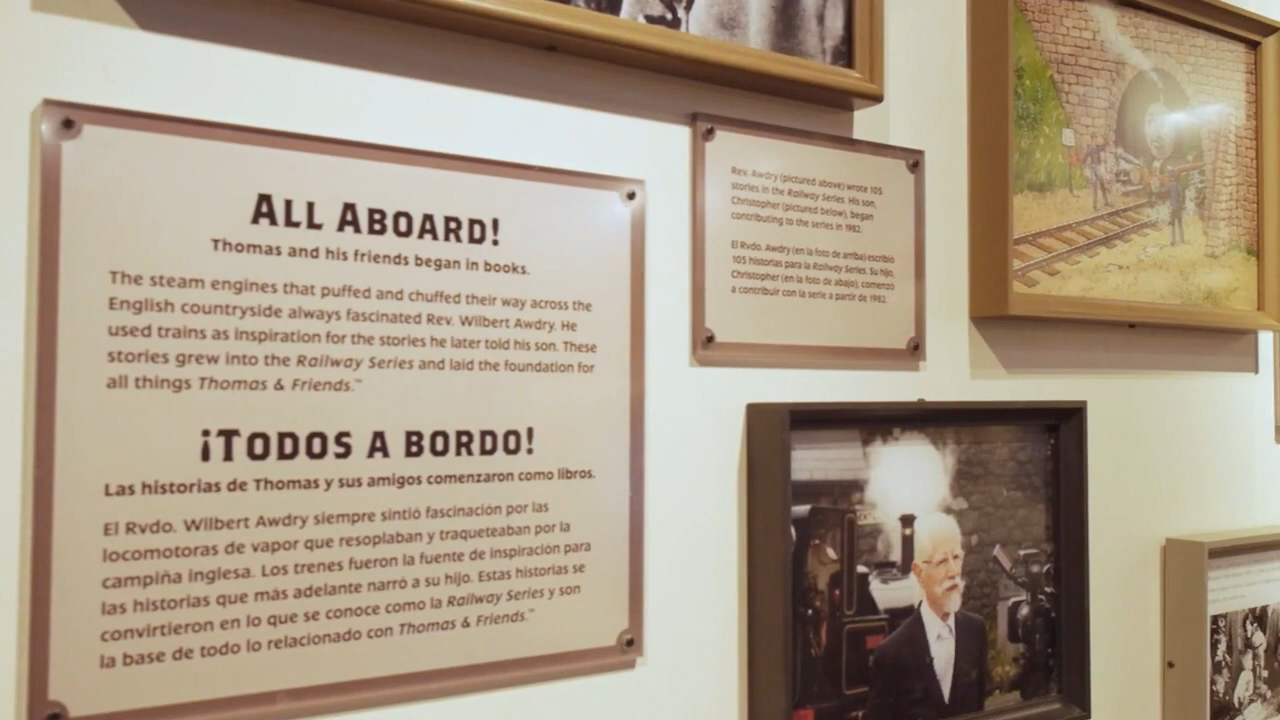 ALL ABOARD!
Thomas and his friends began in books.
The steam engines that puffed and chuffed their way across the
English countryside always fascinated Rev. Wilbert Awdry. He
used trains as inspiration for the stories he later told his son. These
stories grew into the Railway Series and laid the foundation for
all things Thomas & Friends.™
¡TODOS A BORDO!
Las historias de Thomas y sus amigos comenzaron como libros.
El Rvdo. Wilbert Awdry siempre sintió fascinación por las
locomotoras de vapor que resoplaban y traqueteaban por la
campiña inglesa. Los trenes fueron la fuente de inspiración para
las historias que más adelante narró a su hijo. Estas historias se
convirtieron en lo que se conoce como la Railway Series y son
la base de todo lo relacionado con Thomas & Friends.™
Rev. Awdry (pictured above) wrote 105
stories in the Railway Series. His son,
Christopher (pictured below), began
contributing to the series in 1982.
El Rvdo. Awdry (en la foto de arriba) escribió
105 historias para la Railway Series. Su hijo,
Christopher (en la foto de abajo), comenzó
a contribuir con la serie a partir de 1982.